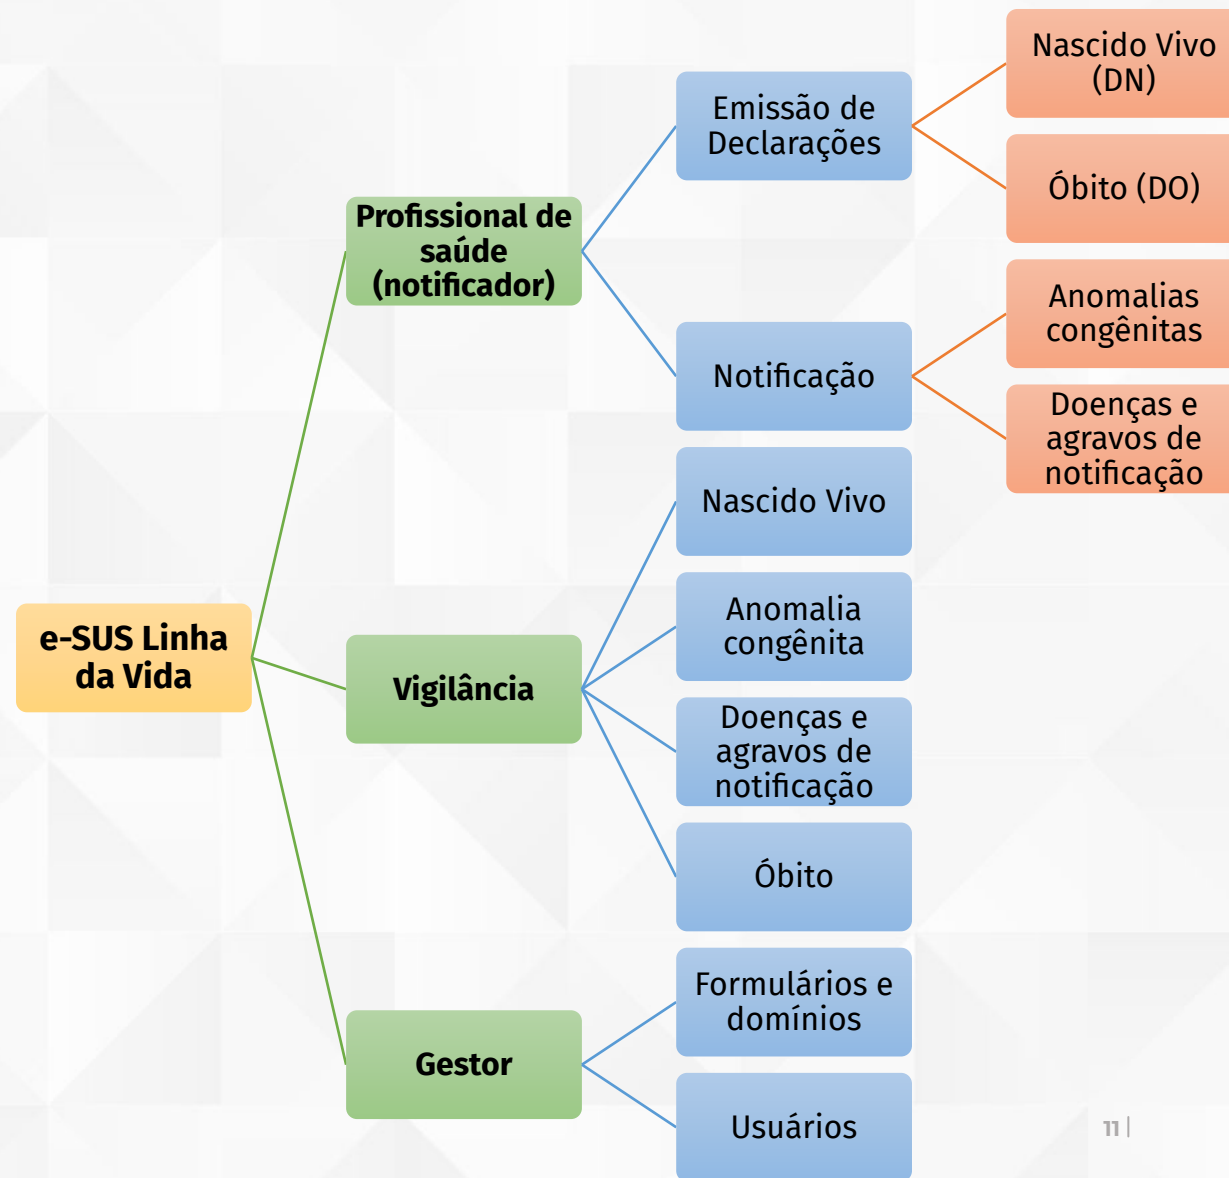 e-SUS Linha
da Vida
Profissional de
saúde
(notificador)
Emissão de
Declarações
Nascido Vivo
(DN)
Óbito (DO)
Notificação
Anomalias
congênitas
Doenças e
agravos de
notificação
Vigilância
Nascido Vivo
Anomalia
congênita
Doenças e
agravos de
notificação
Óbito
Gestor
Formulários e
domínios
Usuários
11 |